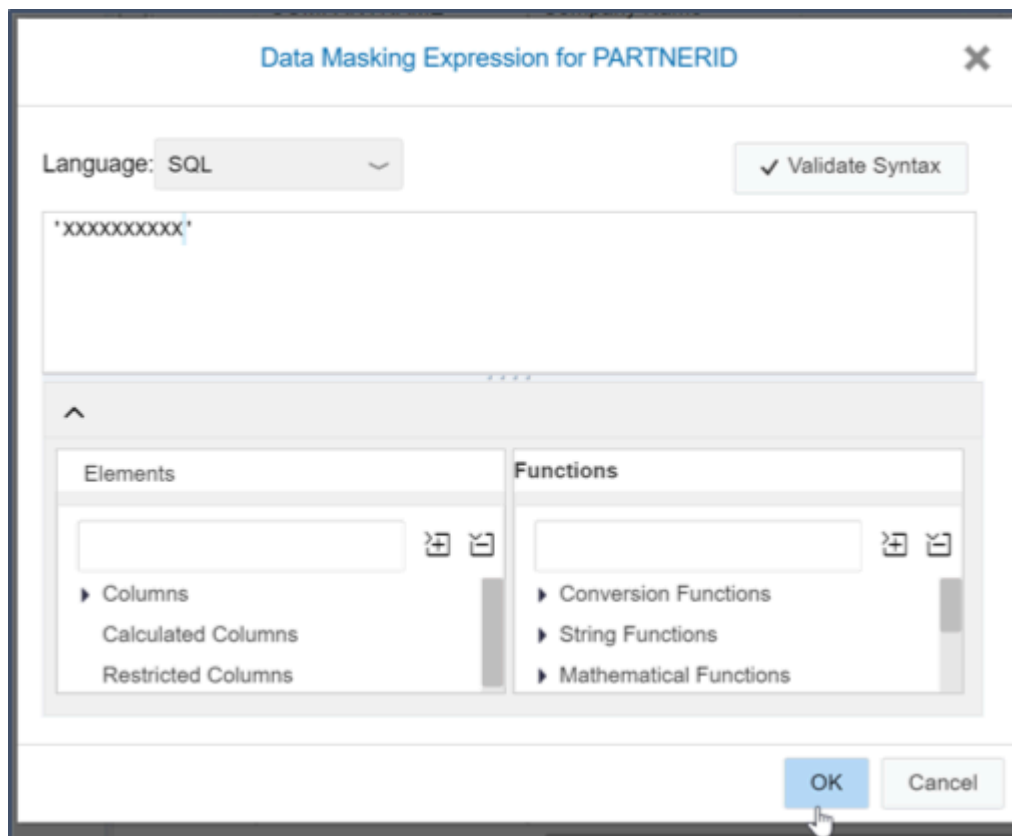 Data Masking Expression for PARTNERID
Language: SQL
Validate Syntax
'XXXXXXXXXX'
Elements
Functions
Columns
Conversion Functions
Calculated Columns
String Functions
Restricted Columns
Mathematical Functions
OK
Cancel